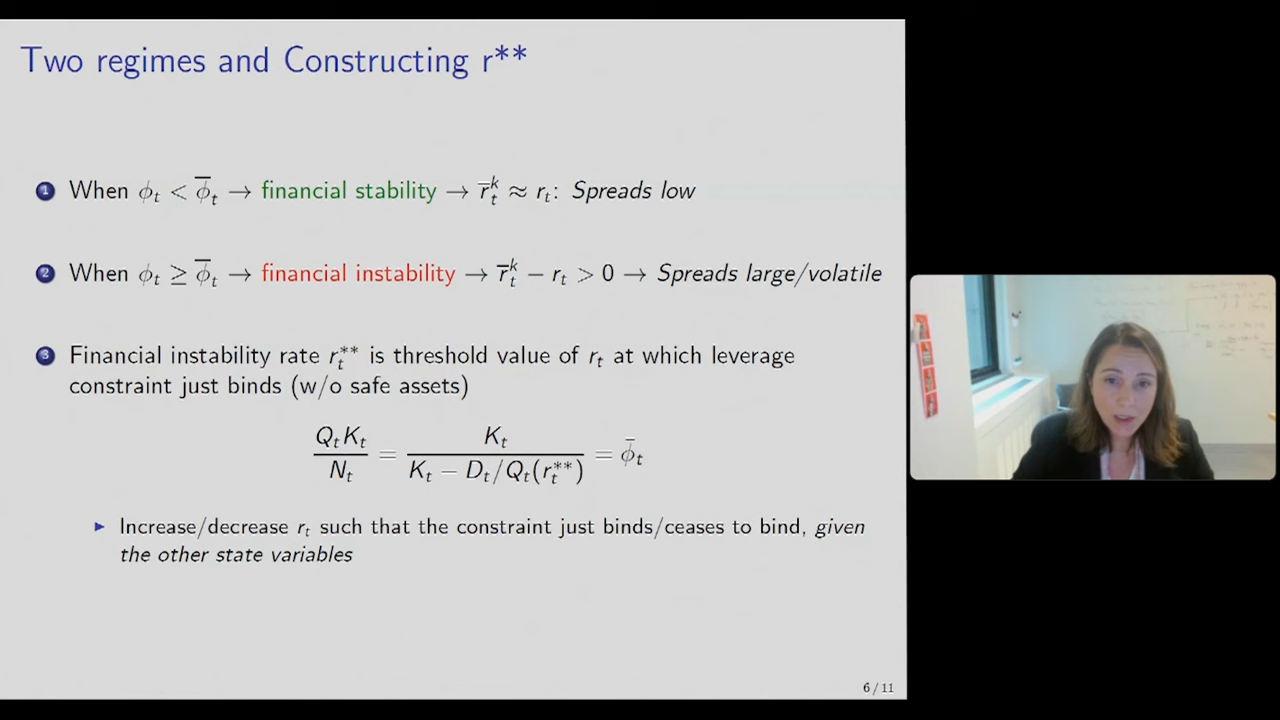 Two regimes and Constructing r**
1 When ϕ_t < ϕ̅_t → financial stability → r̅_t^k ≈ r_t: Spreads low
2 When ϕ_t ≥ ϕ̅_t → financial instability → r̅_t^k − r_t > 0 → Spreads large/volatile
3 Financial instability rate r_t^** is threshold value of r_t at which leverage
constraint just binds (w/o safe assets)
Q_t K_t / N_t = K_t / (K_t − D_t/Q_t(r_t^**)) = ϕ̄_t
▶ Increase/decrease r_t such that the constraint just binds/ceases to bind, given
the other state variables
6 / 11